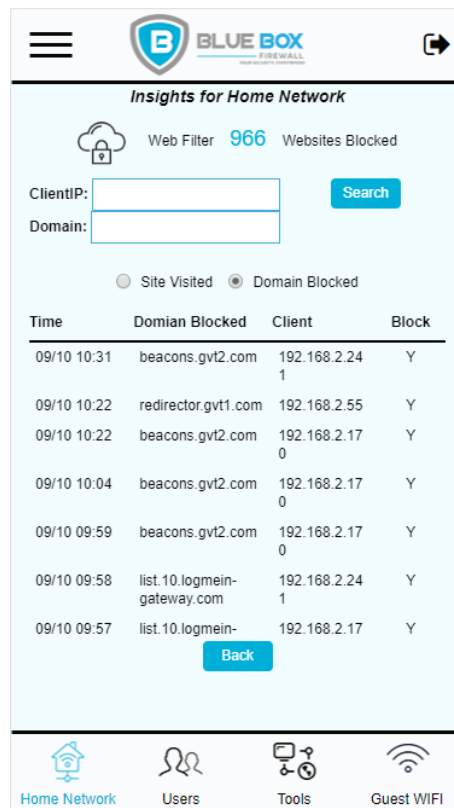 B BLUE BOX
FIREWALL
YOUR SECURITY EVERYWHERE
Insights for Home Network
Web Filter 966 Websites Blocked
ClientIP: Search
Domain:
Site Visited Domain Blocked
Time Domian Blocked Client Block
09/10 10:31 beacons.gvt2.com 192.168.2.24 Y
1
09/10 10:22 redirector.gvt1.com 192.168.2.55 Y
09/10 10:22 beacons.gvt2.com 192.168.2.17 Y
0
09/10 10:04 beacons.gvt2.com 192.168.2.17 Y
0
09/10 09:59 beacons.gvt2.com 192.168.2.17 Y
0
09/10 09:58 list.10.logmein- 192.168.2.24 Y
gateway.com 1
09/10 09:57 list.10.logmein- 192.168.2.17 Y
Back
Home Network Users Tools Guest WIFI